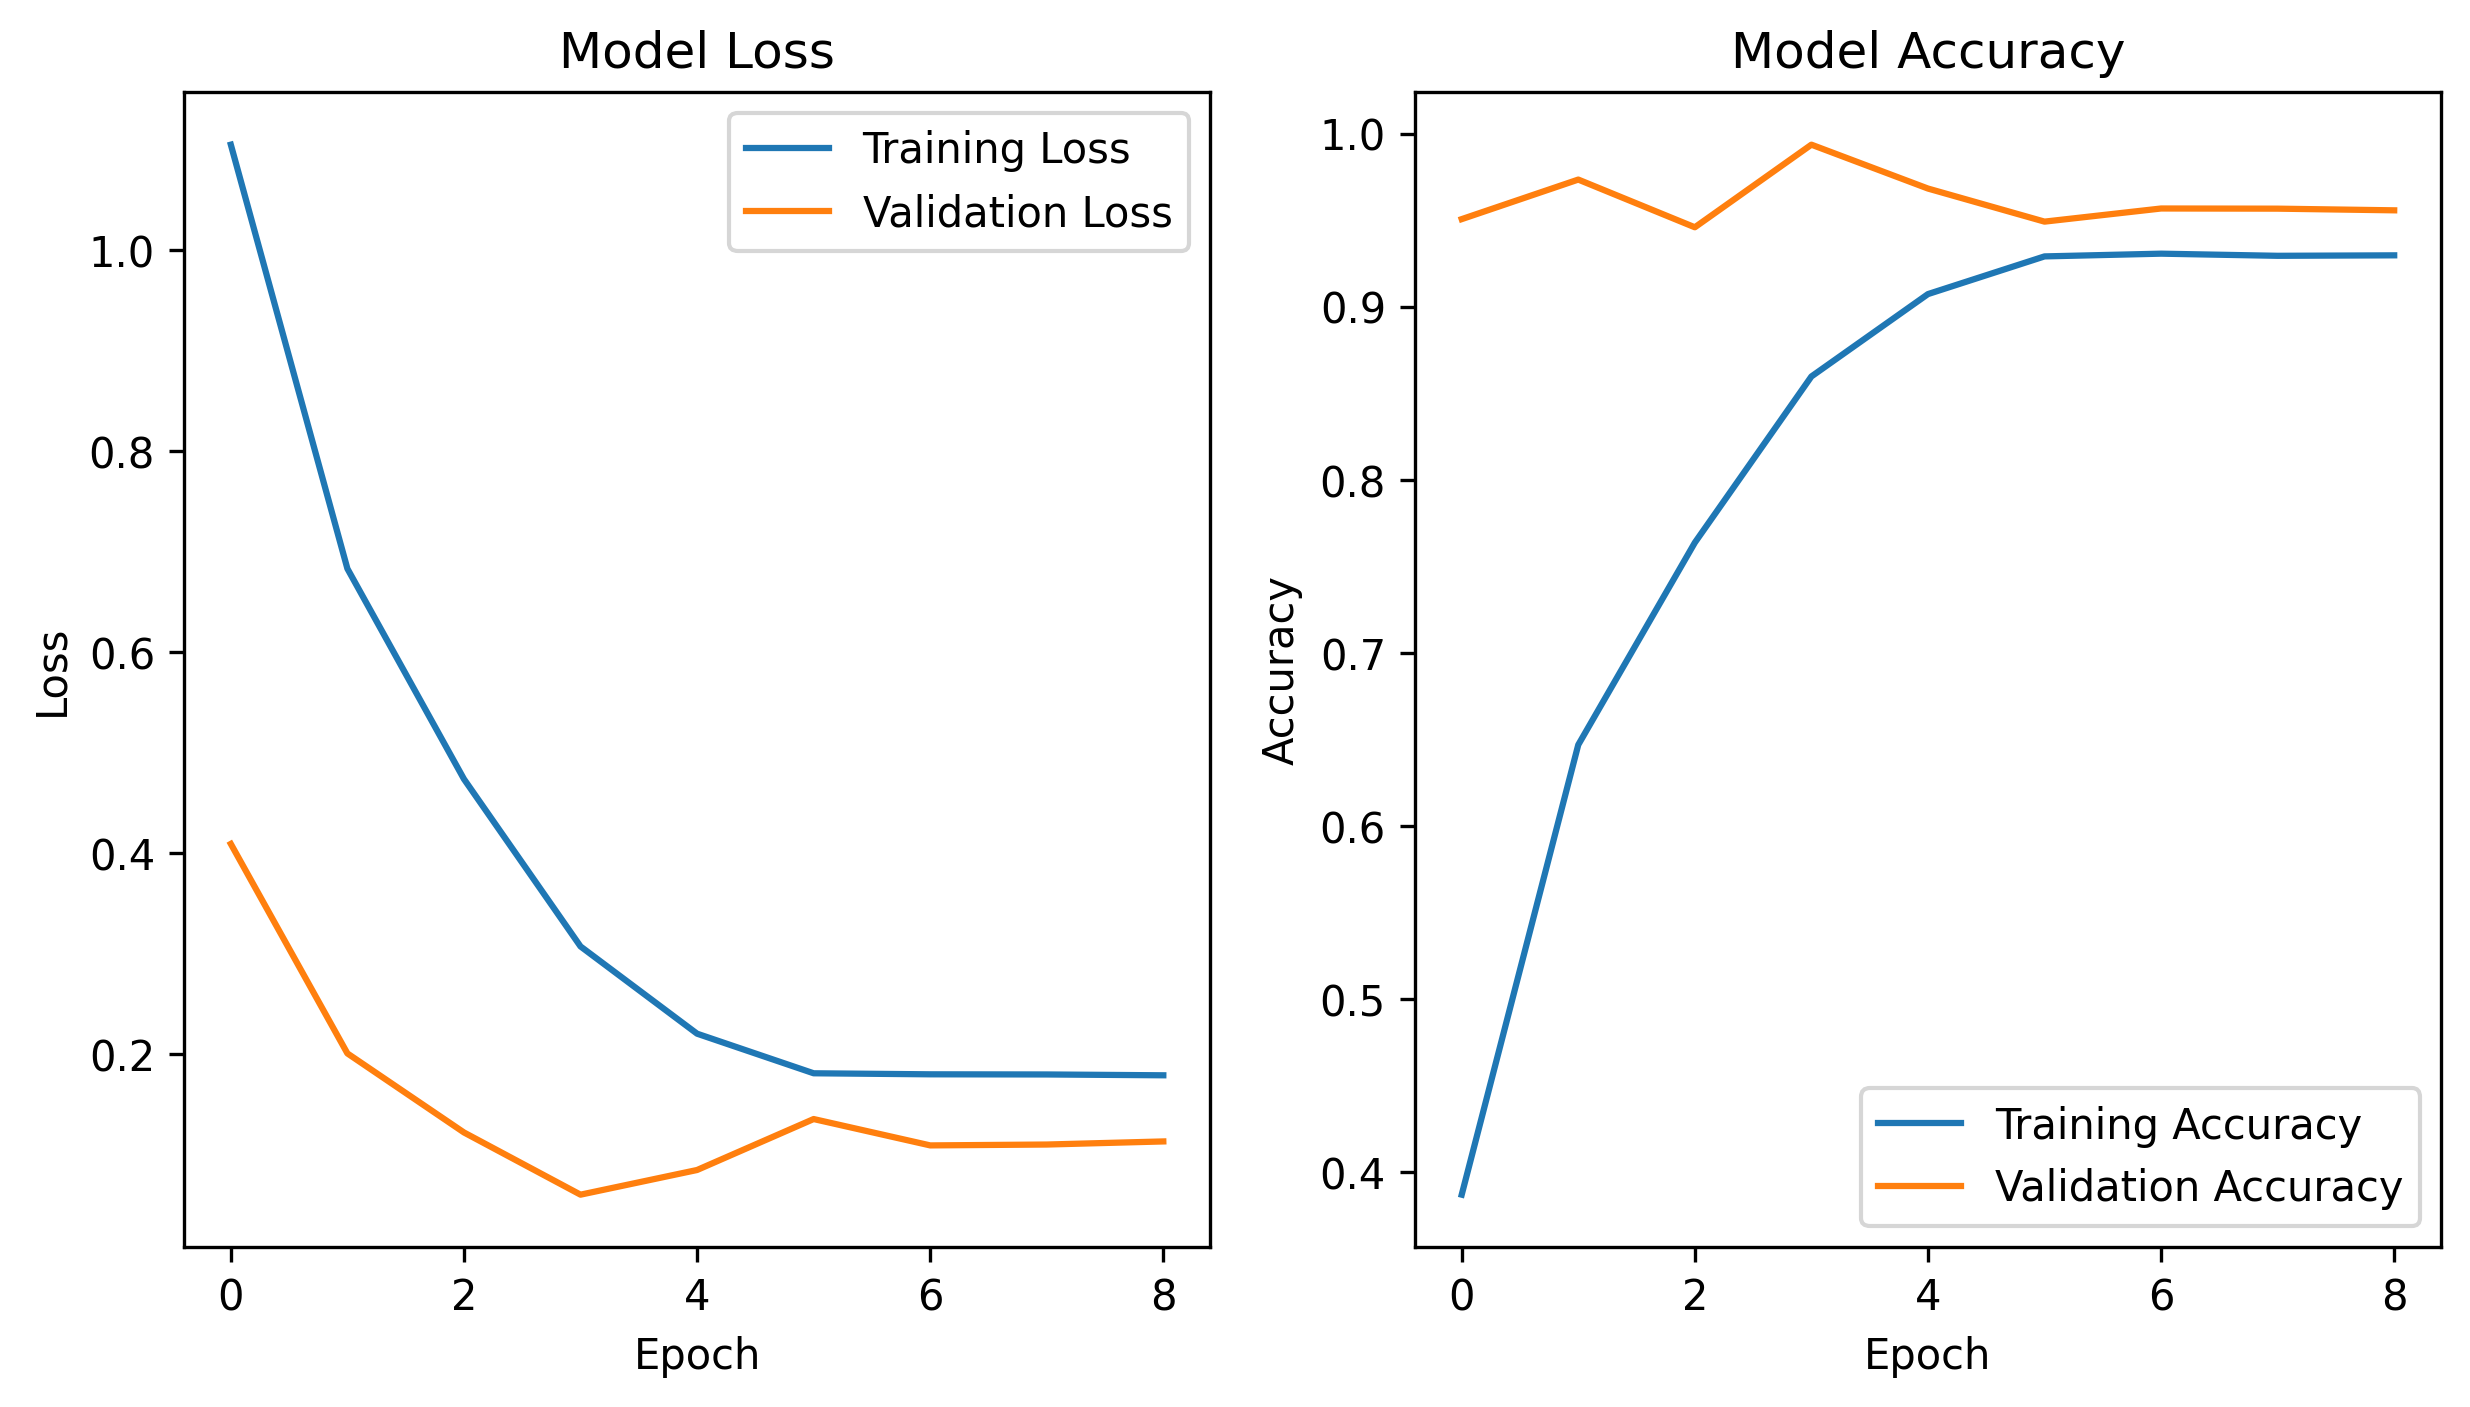 Model Loss
Training Loss
Validation Loss
1.0
0.8
0.6
0.4
0.2
Loss
0 2 4 6 8
Epoch
Model Accuracy
1.0
0.9
0.8
0.7
0.6
0.5
0.4
Accuracy
Training Accuracy
Validation Accuracy
0 2 4 6 8
Epoch